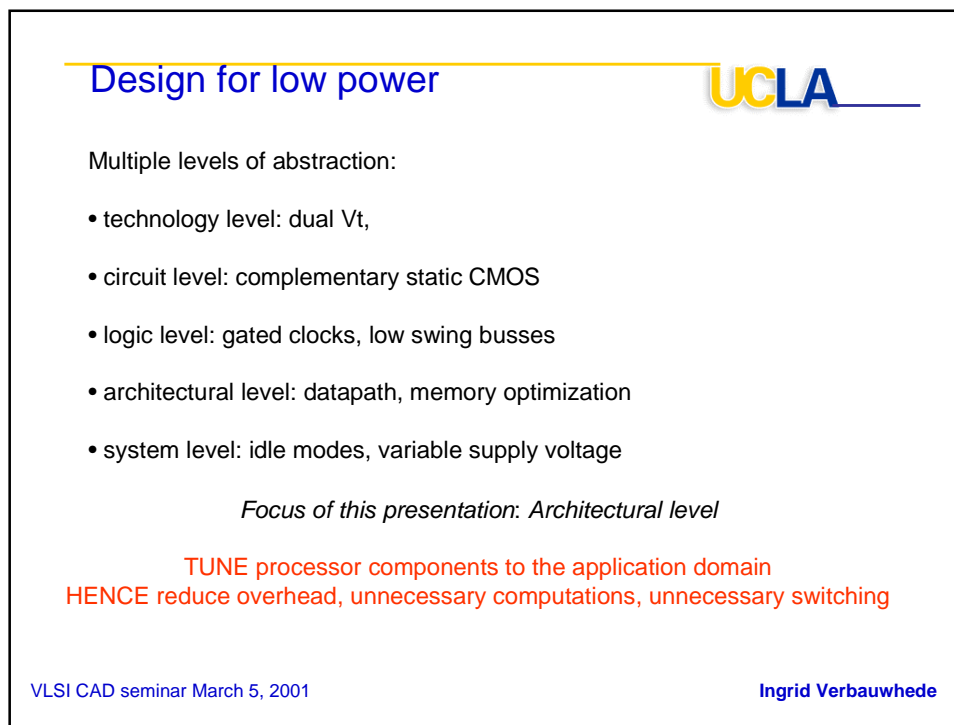 Design for low power
UCLA
Multiple levels of abstraction:
• technology level: dual Vt,
• circuit level: complementary static CMOS
• logic level: gated clocks, low swing busses
• architectural level: datapath, memory optimization
• system level: idle modes, variable supply voltage
Focus of this presentation: Architectural level
TUNE processor components to the application domain
HENCE reduce overhead, unnecessary computations, unnecessary switching
VLSI CAD seminar March 5, 2001
Ingrid Verbauwhede